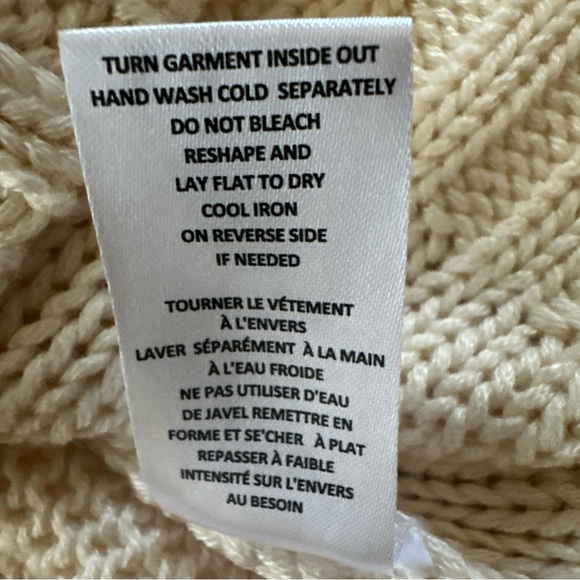 TURN GARMENT INSIDE OUT
HAND WASH COLD SEPARATELY
DO NOT BLEACH
RESHAPE AND
LAY FLAT TO DRY
COOL IRON
ON REVERSE SIDE
IF NEEDED
TOURNER LE VÉTEMENT
À L'ENVERS
LAVER SÉPARÉMENT À LA MAIN
À L'EAU FROIDE
NE PAS UTILISER D'EAU
DE JAVEL REMETTRE EN
FORME ET SE'CHER À PLAT
REPASSER À FAIBLE
INTENSITÉ SUR L'ENVERS
AU BESOIN